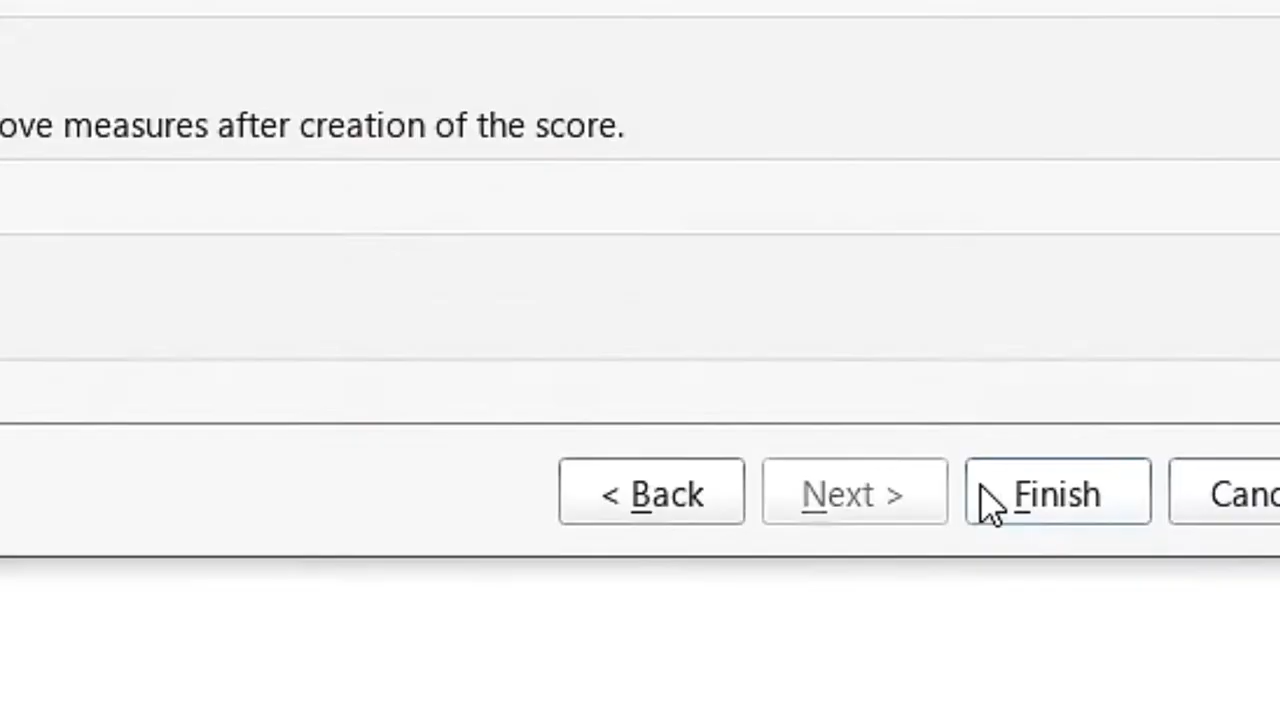 ove measures after creation of the score.
< Back Next > Finish Canc